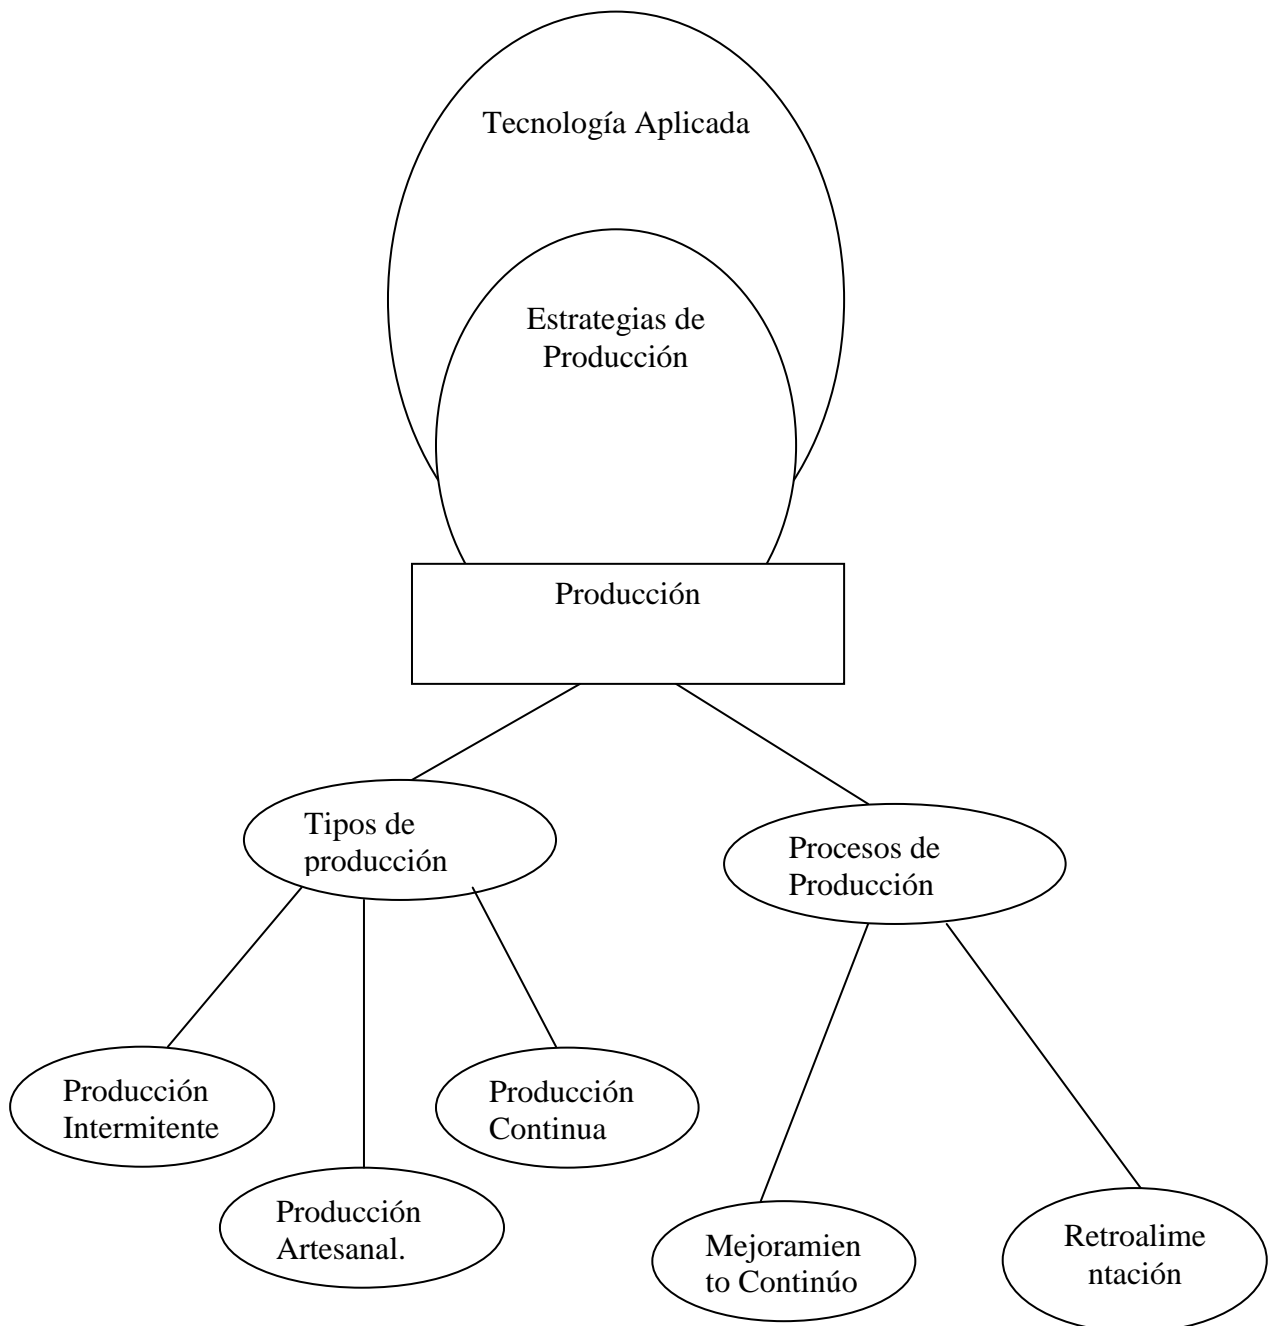 Tecnología Aplicada
Estrategias de
Producción
Producción
Tipos de
producción
Procesos de
Producción
Producción
Intermitente
Producción
Continua
Producción
Artesanal.
Mejoramien
to Continúo
Retroalime
ntación